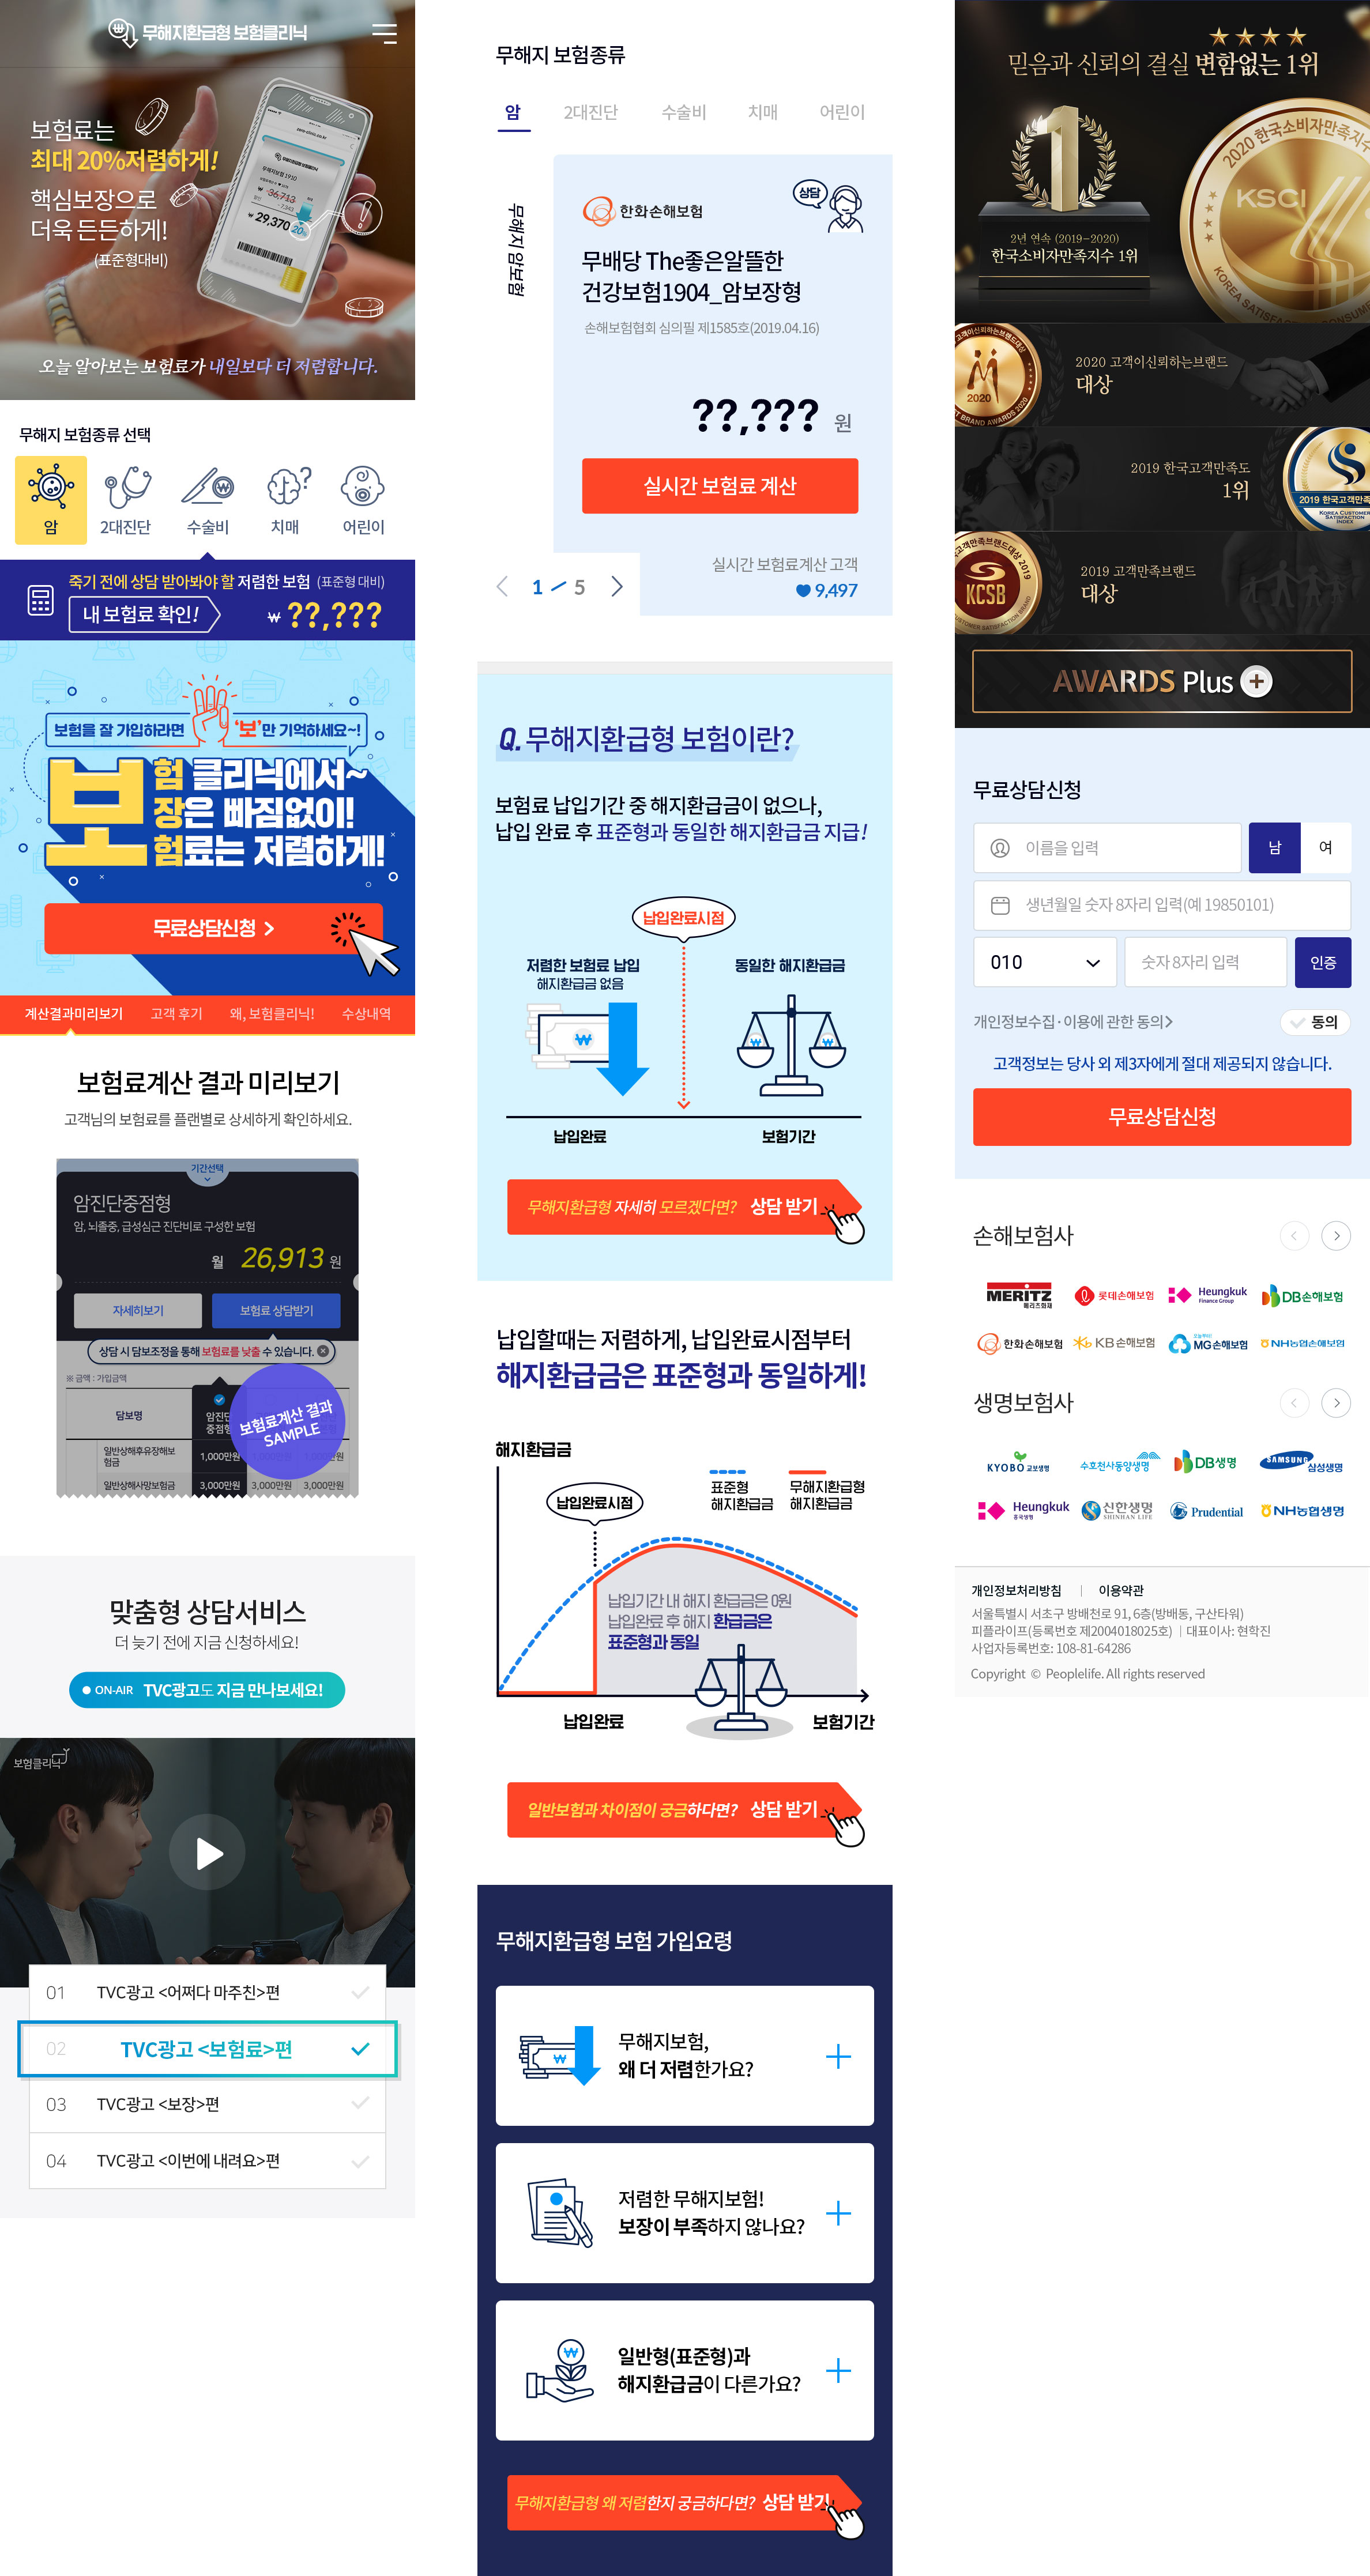 무해지환급형 보험클리닉
보험료는
최대 20%저렴하게!
핵심보장으로
더욱 든든하게!
(표준형대비)
무해지보험 1910
36,713
29,370
20%
오늘 알아보는 보험료가 내일보다 더 저렴합니다.
무해지 보험종류 선택
암
2대진단
수술비
치매
어린이
죽기 전에 상담 받아봐야 할 저렴한 보험 (표준형 대비)
내 보험료 확인!
₩ ??,???
보험을 잘 가입하라면 '보'만 기억하세요~!
보험 클리닉에서~
장은 빠짐없이!
험료는 저렴하게!
무료상담신청 >
계산결과미리보기
고객 후기
왜, 보험클리닉!
수상내역
보험료계산 결과 미리보기
고객님의 보험료를 플랜별로 상세하게 확인하세요.
기간선택
암진단중점형
암, 뇌졸중, 급성심근 진단비로 구성한 보험
월 26,913 원
자세히보기
보험료 상담받기
상담 시 담보조정을 통해 보험료를 낮출 수 있습니다.
※ 금액 : 가입금액
담보명
암진단
중점형
보험료계산 결과
SAMPLE
일반상해후유장해보험금
1,000만원
일반상해사망보험금
3,000만원
3,000만원
3,000만원
맞춤형 상담서비스
더 늦기 전에 지금 신청하세요!
ON-AIR TVC광고도 지금 만나보세요!
보험클리닉
01 TVC광고 <어쩌다 마주친>편
02 TVC광고 <보험료>편
03 TVC광고 <보장>편
04 TVC광고 <이번에 내려요>편
무해지 보험종류
암
2대진단
수술비
치매
어린이
무해지 암보험
한화손해보험
상담
무배당 The좋은알뜰한
건강보험1904_암보장형
손해보험협회 심의필 제1585호(2019.04.16)
??,??? 원
실시간 보험료 계산
실시간 보험료계산 고객
9,497
1 / 5
Q. 무해지환급형 보험이란?
보험료 납입기간 중 해지환급금이 없으나,
납입 완료 후 표준형과 동일한 해지환급금 지급!
납입완료시점
저렴한 보험료 납입
해지환급금 없음
동일한 해지환급금
납입완료
보험기간
무해지환급형 자세히 모르겠다면? 상담 받기
납입할때는 저렴하게, 납입완료시점부터
해지환급금은 표준형과 동일하게!
해지환급금
납입완료시점
표준형
해지환급금
무해지환급형
해지환급금
납입기간 내 해지 환급금은 0원
납입완료 후 해지 환급금은
표준형과 동일
납입완료
보험기간
일반보험과 차이점이 궁금하다면? 상담 받기
무해지환급형 보험 가입요령
무해지보험,
왜 더 저렴한가요?
저렴한 무해지보험!
보장이 부족하지 않나요?
일반형(표준형)과
해지환급금이 다른가요?
무해지환급형 왜 저렴한지 궁금하다면? 상담 받기
믿음과 신뢰의 결실 변함없는 1위
1
2년 연속 (2019-2020)
한국소비자만족지수 1위
2020 한국소비자만족지수
KSCI
KOREA SATISFACTION CONSUMER
2020
2020 고객이신뢰하는브랜드
대상
2019 한국고객만족도
1위
2019 한국고객만족
KOREA CUSTOMER
SATISFACTION
INDEX
고객만족브랜드대상 2019
KCSB
CUSTOMER SATISFACTION BRAND
2019 고객만족브랜드
대상
AWARDS Plus +
무료상담신청
이름을 입력
남
여
생년월일 숫자 8자리 입력(예 19850101)
010
숫자 8자리 입력
인증
개인정보수집·이용에 관한 동의>
동의
고객정보는 당사 외 제3자에게 절대 제공되지 않습니다.
무료상담신청
손해보험사
MERITZ 메리츠화재
롯데손해보험
Heungkuk Finance Group
DB손해보험
한화손해보험
KB손해보험
MG손해보험
NH농협손해보험
생명보험사
KYOBO 교보생명
수호천사동양생명
DB생명
SAMSUNG 삼성생명
Heungkuk 흥국생명
신한생명 SHINHAN LIFE
Prudential
NH농협생명
개인정보처리방침 | 이용약관
서울특별시 서초구 방배천로 91, 6층(방배동, 구산타워)
피플라이프(등록번호 제2004018025호) | 대표이사: 현학진
사업자등록번호: 108-81-64286
Copyright © Peoplelife. All rights reserved